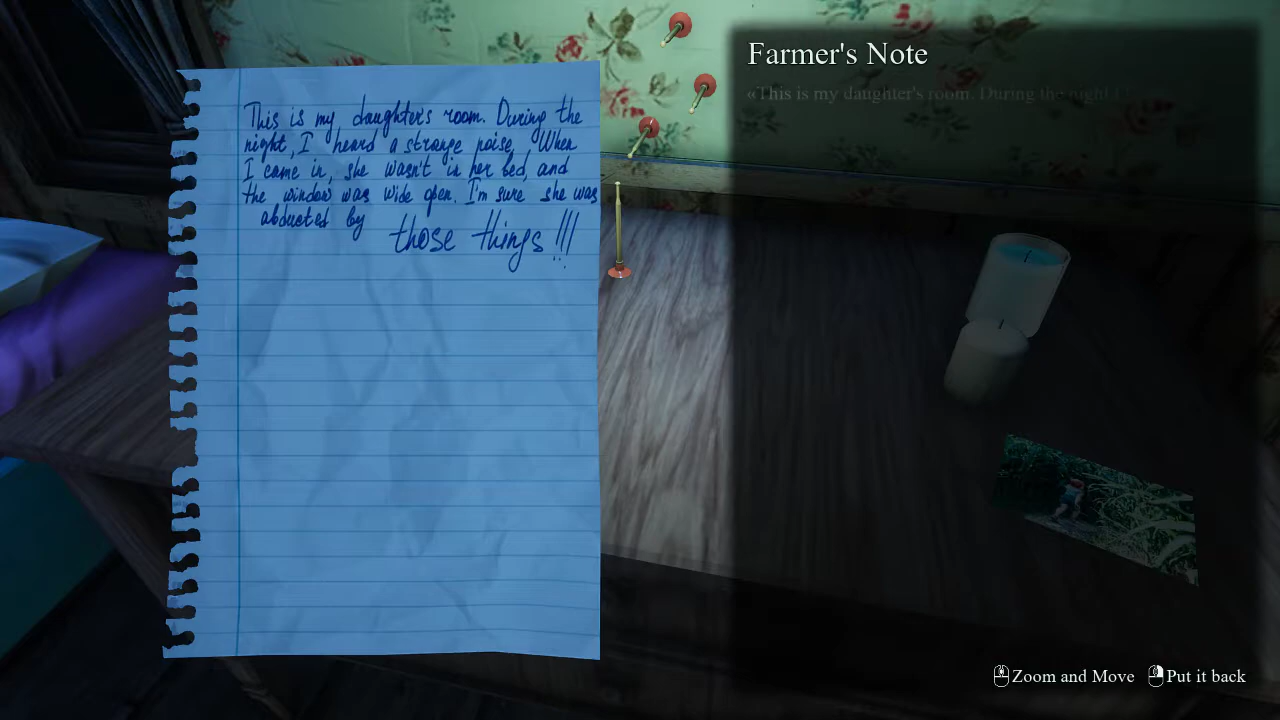 This is my daughter's room. During the
night, I heard a strange noise. When
I came in, she wasn't in her bed, and
the window was wide open. I'm sure she was
abducted by those things!!!
Farmer's Note
«This is my daughter's room. During the night, I
Zoom and Move
Put it back